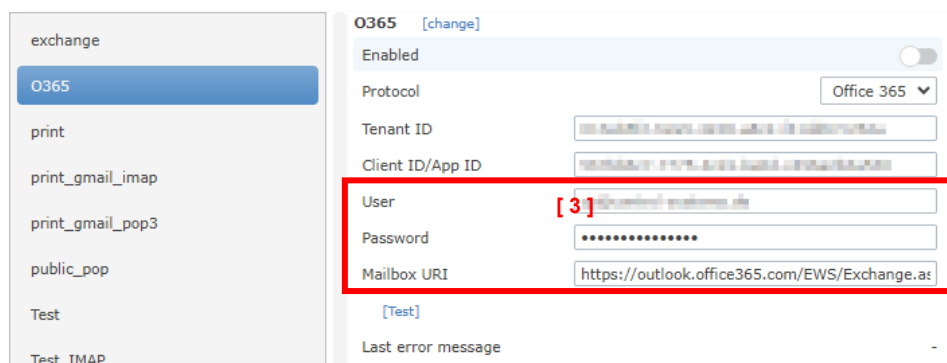 exchange
O365
print
print_gmail_imap
print_gmail_pop3
public_pop
Test
Test_IMAP
O365 [change]
Enabled
Protocol Office 365
Tenant ID
Client ID/App ID
User [ 3 ]
Password •••••••••••••••
Mailbox URI https://outlook.office365.com/EWS/Exchange.as
[Test]
Last error message -